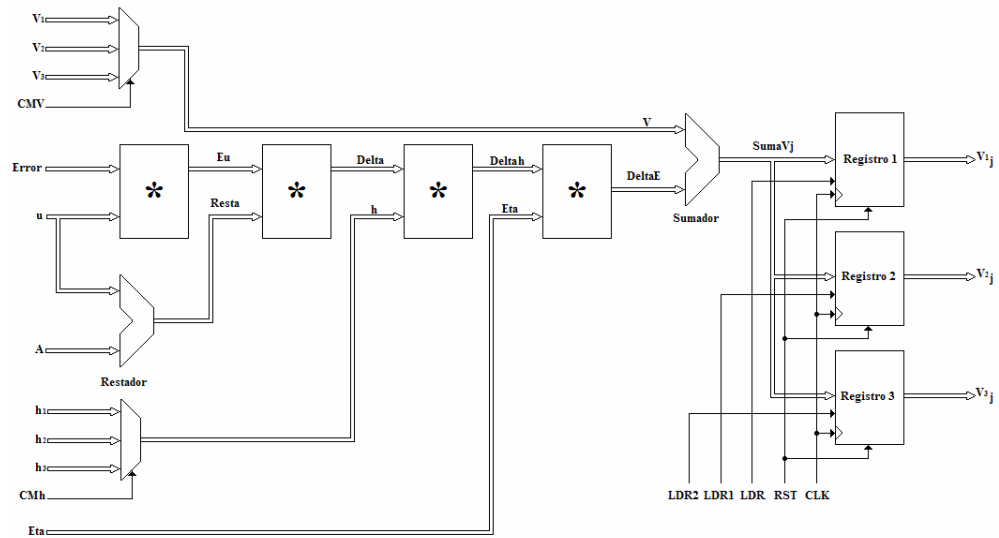 V1
V2
V3
CMV
V
Error
Eu
Delta
Deltah
SumaVj
Registro 1
V1j
*
*
*
*
DeltaE
u
Resta
h
Eta
Sumador
Registro 2
V2j
A
Restador
Registro 3
V3j
h1
h2
h3
CMh
LDR2 LDR1 LDR RST CLK
Eta